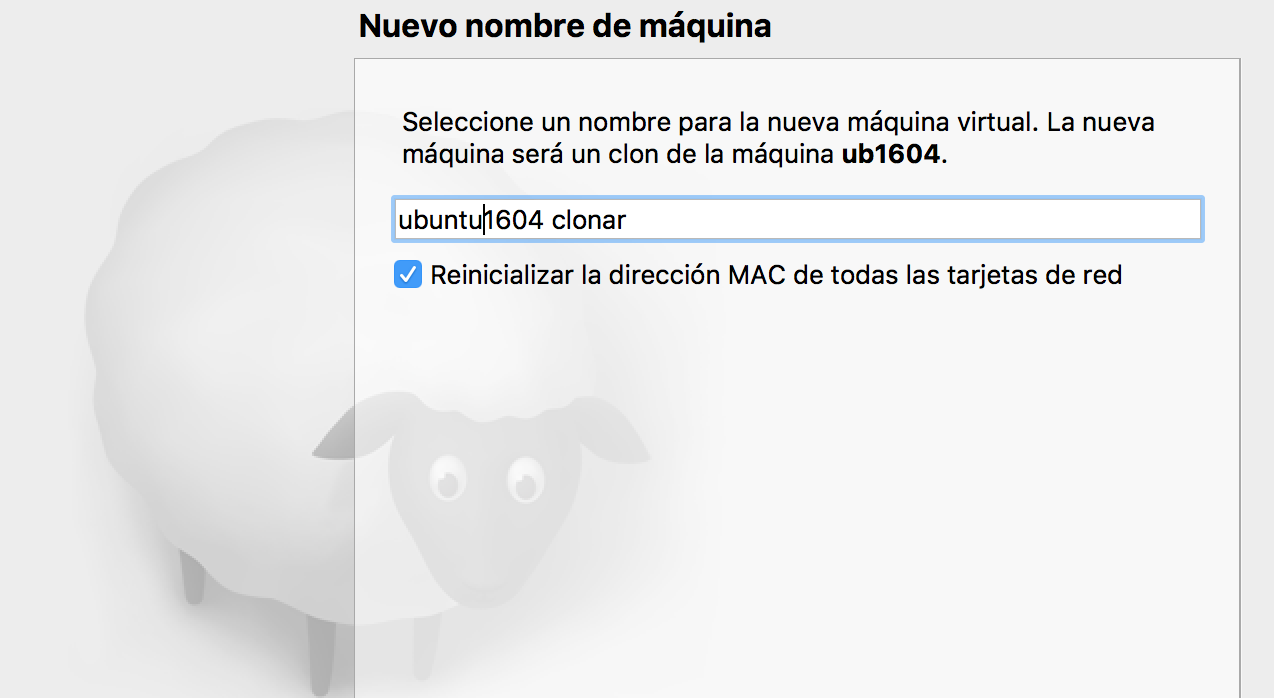 Nuevo nombre de máquina
Seleccione un nombre para la nueva máquina virtual. La nueva
máquina será un clon de la máquina ub1604.
ubuntu1604 clonar
Reinicializar la dirección MAC de todas las tarjetas de red